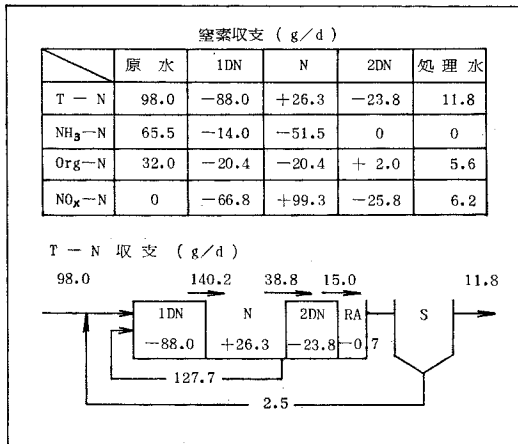 窒素収支 ( g/d )
原 水 1DN N 2DN 処理水
T - N 98.0 -88.0 +26.3 -23.8 11.8
NH₃-N 65.5 -14.0 -51.5 0 0
Org-N 32.0 -20.4 -20.4 + 2.0 5.6
NOₓ-N 0 -66.8 +99.3 -25.8 6.2
T - N 収 支 ( g/d )
98.0 140.2 38.8 15.0 11.8
1DN N 2DN RA S
-88.0 +26.3 -23.8 -0.7
127.7
2.5